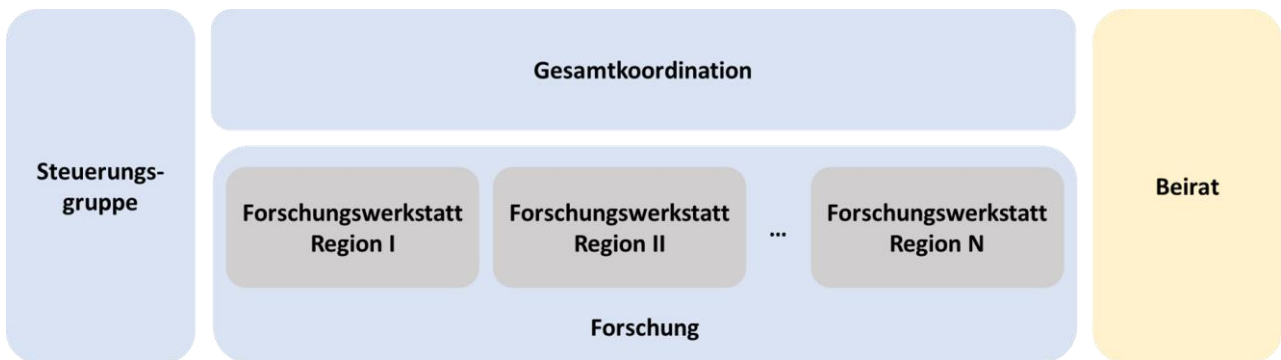 Gesamtkoordination
Steuerungs-
gruppe
Forschungswerkstatt
Region I
Forschungswerkstatt
Region II
...
Forschungswerkstatt
Region N
Forschung
Beirat